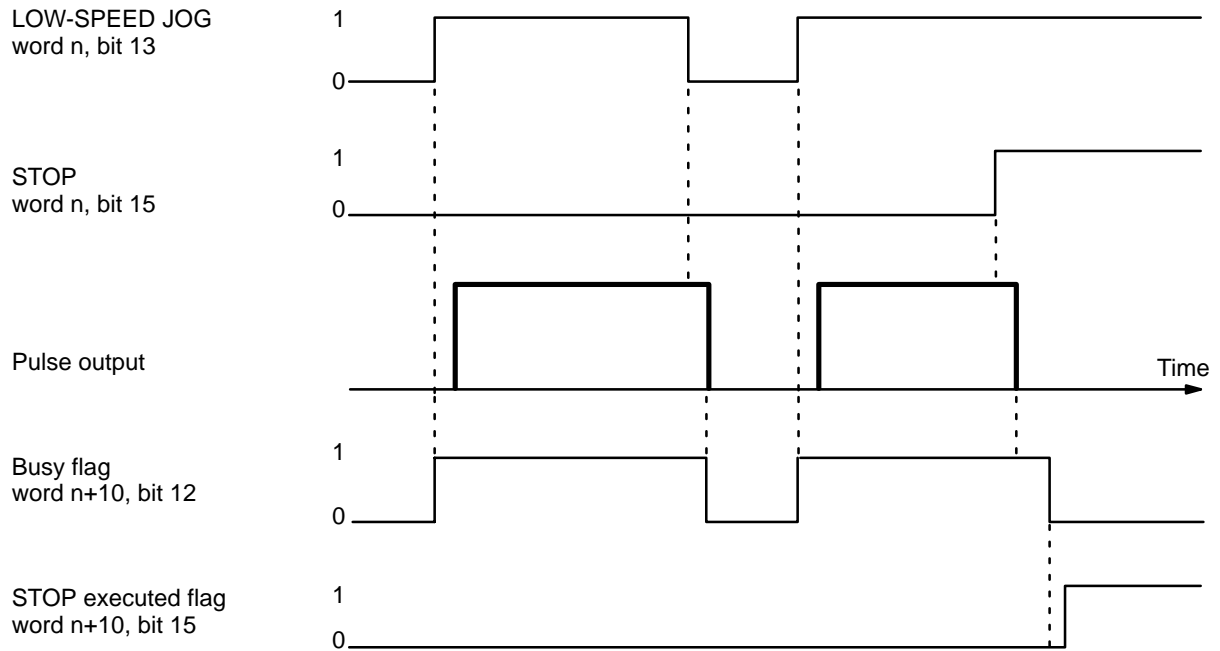 LOW-SPEED JOG
word n, bit 13
1
0
STOP
word n, bit 15
1
0
Pulse output
Time
Busy flag
word n+10, bit 12
1
0
STOP executed flag
word n+10, bit 15
1
0